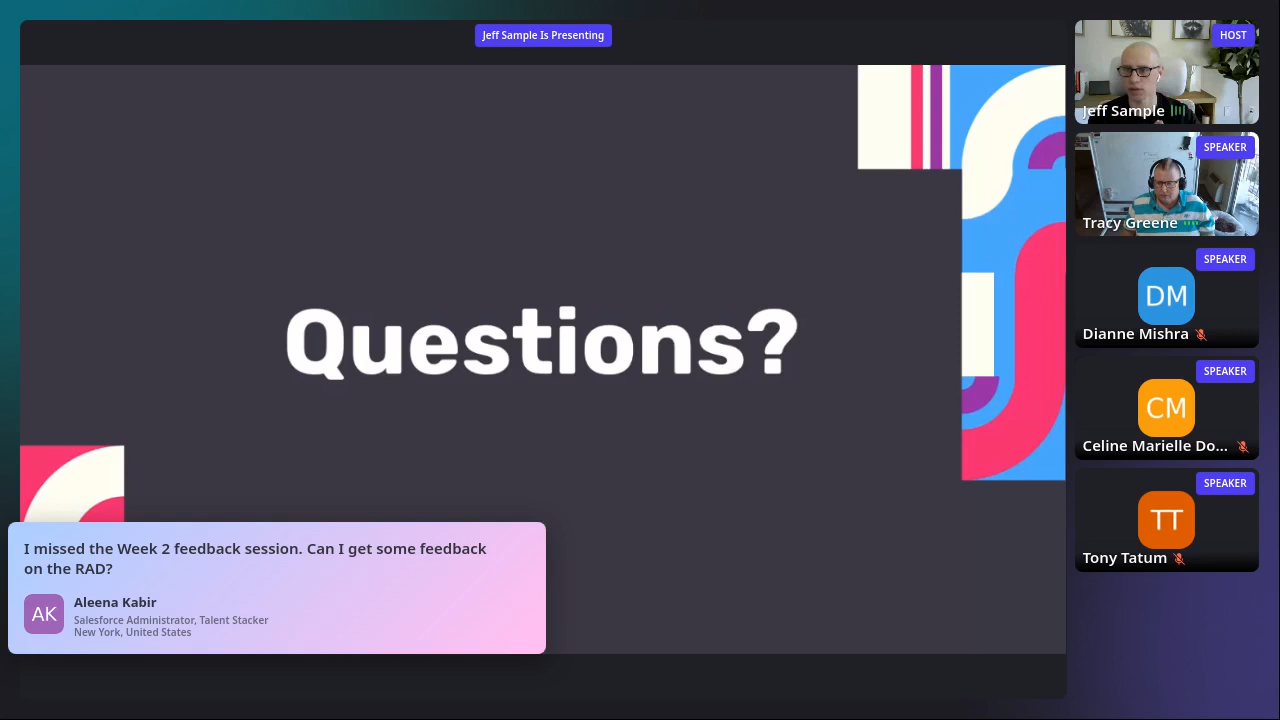 Jeff Sample Is Presenting
HOST
Jeff Sample
SPEAKER
Tracy Greene
Questions?
SPEAKER
DM
Dianne Mishra
SPEAKER
CM
Celine Marielle Do...
SPEAKER
TT
Tony Tatum
I missed the Week 2 feedback session. Can I get some feedback
on the RAD?
AK
Aleena Kabir
Salesforce Administrator, Talent Stacker
New York, United States